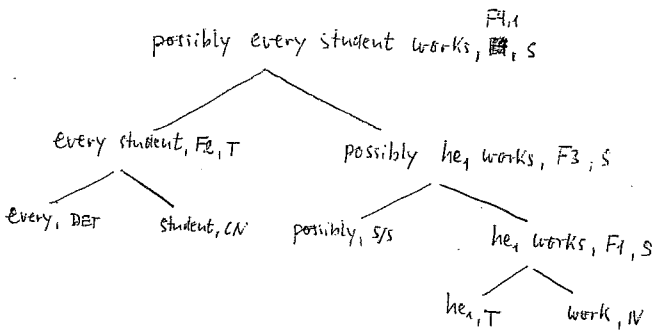 F4,1
possibly every student works, , S
every student, F2, T
possibly he₁ works, F3, S
every, DET
student, CN
possibly, S/S
he₁ works, F1, S
he₁, T
work, IV